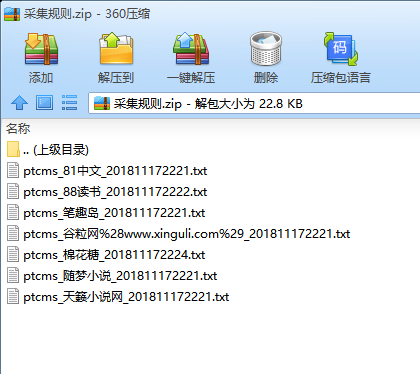 采集规则.zip - 360压缩
添加 解压到 一键解压 删除 压缩包语言
码
采集规则.zip - 解包大小为 22.8 KB
名称
.. (上级目录)
ptcms_81中文_201811172221.txt
ptcms_88读书_201811172222.txt
ptcms_笔趣岛_201811172221.txt
ptcms_谷粒网%28www.xinguli.com%29_201811172221.txt
ptcms_棉花糖_201811172224.txt
ptcms_随梦小说_201811172221.txt
ptcms_天籁小说网_201811172221.txt